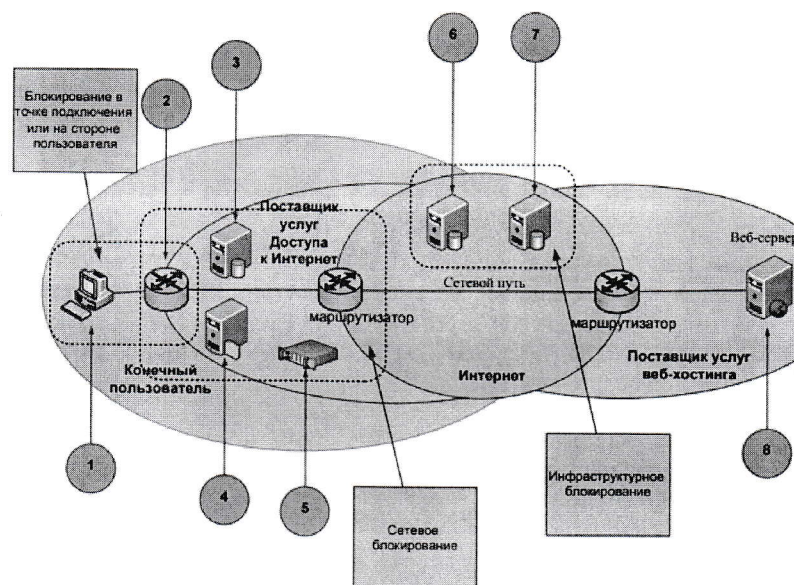 6
7
3
2
Блокирование в
точке подключения
или на стороне
пользователя
Поставщик
услуг
Доступа
к Интернет
Веб-сервер
Сетевой путь
маршрутизатор
маршрутизатор
Конечный
пользователь
Интернет
Поставщик услуг
веб-хостинга
1
4
5
8
Инфраструктурное
блокирование
Сетевое
блокирование